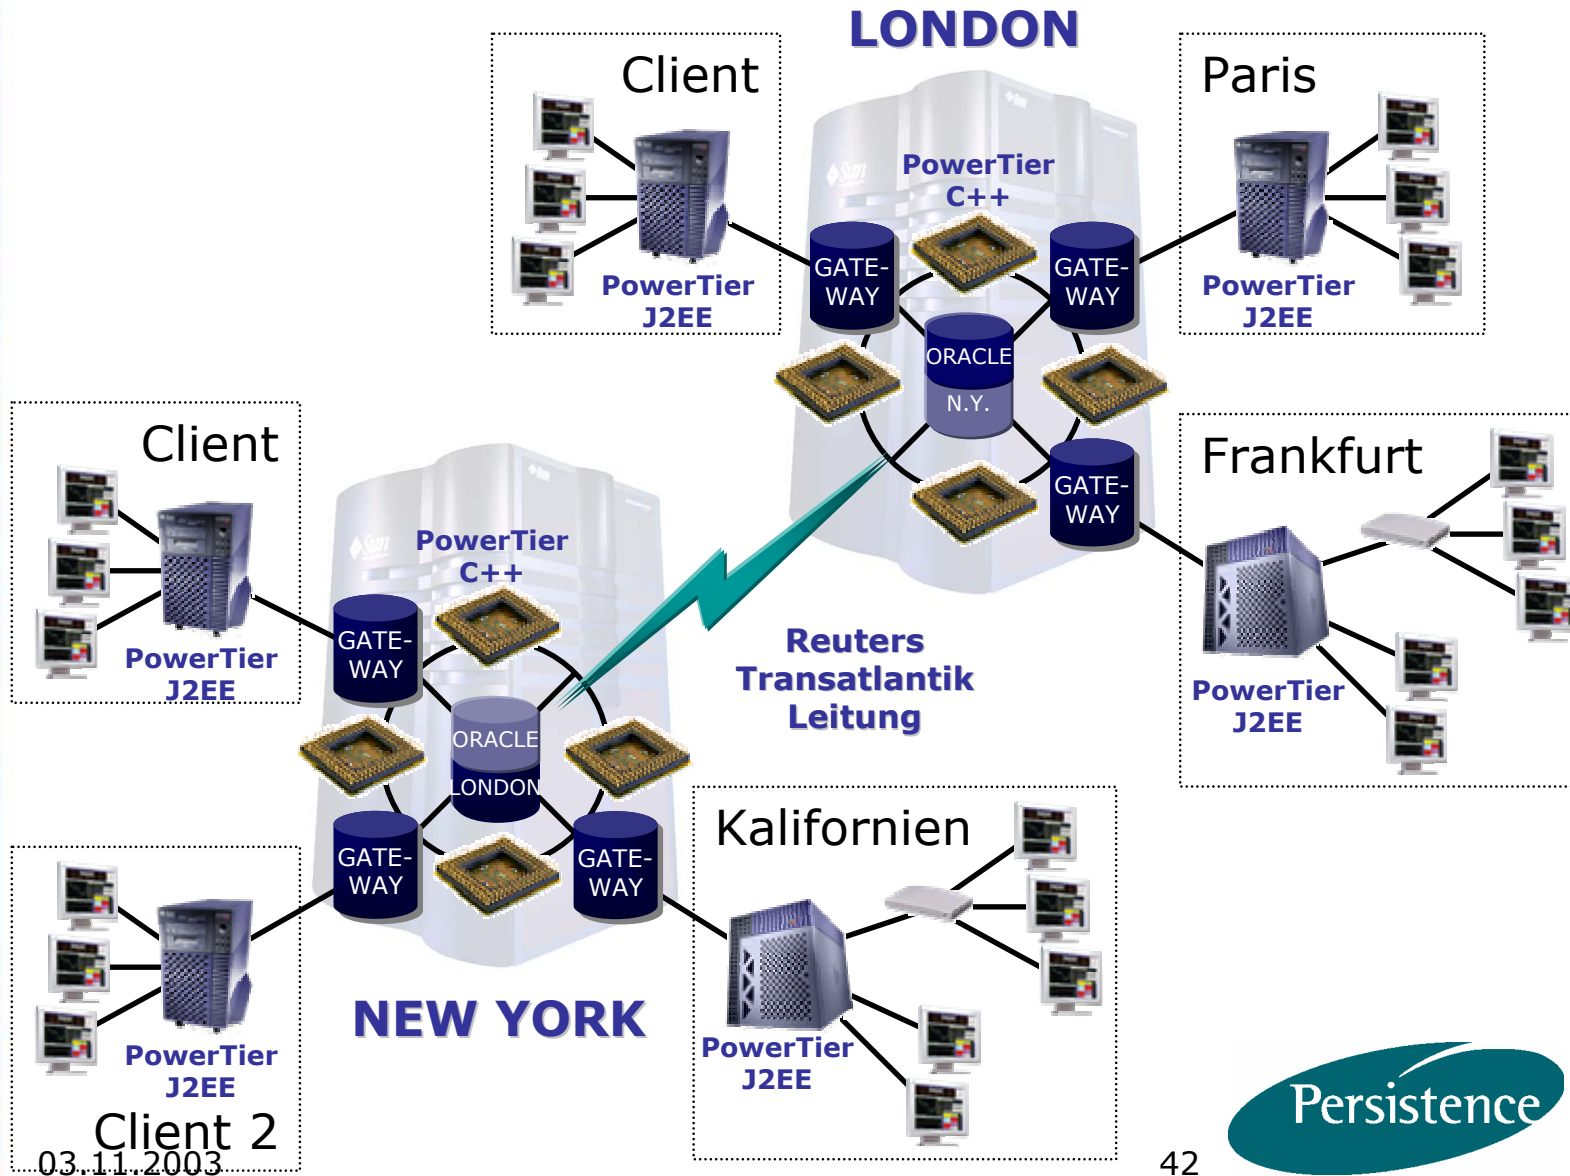 LONDON
Client
Paris
PowerTier
C++
GATE-
WAY
GATE-
WAY
PowerTier
J2EE
PowerTier
J2EE
ORACLE
N.Y.
Client
Frankfurt
GATE-
WAY
PowerTier
C++
GATE-
WAY
Reuters
Transatlantik
Leitung
PowerTier
J2EE
PowerTier
J2EE
ORACLE
LONDON
Kalifornien
GATE-
WAY
GATE-
WAY
NEW YORK
PowerTier
J2EE
PowerTier
J2EE
Client 2
03.11.2003
42
Persistence
Sun
Sun